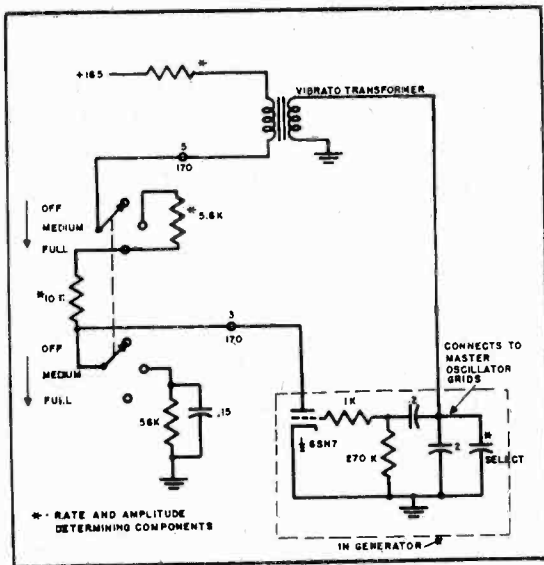 +165
*
VIBRATO TRANSFORMER
5
170
OFF
MEDIUM
FULL
* 5.6K
*10 K
3
170
OFF
MEDIUM
FULL
56K
.15
CONNECTS TO
MASTER
OSCILLATOR
GRIDS
1K
.2
½ 6SN7
270 K
.2
*
SELECT
IN GENERATOR *
* - RATE AND AMPLITUDE
DETERMINING COMPONENTS